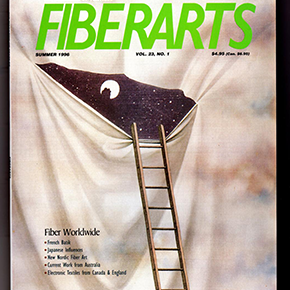 FIBERARTS
SUMMER 1996 VOL. 23, NO. 1 $4.95 (Can. $6.95)
Fiber Worldwide
• French Batik
• Japanese Influences
• New Nordic Fiber Art
• Current Work from Australia
• Electronic Textiles from Canada & England